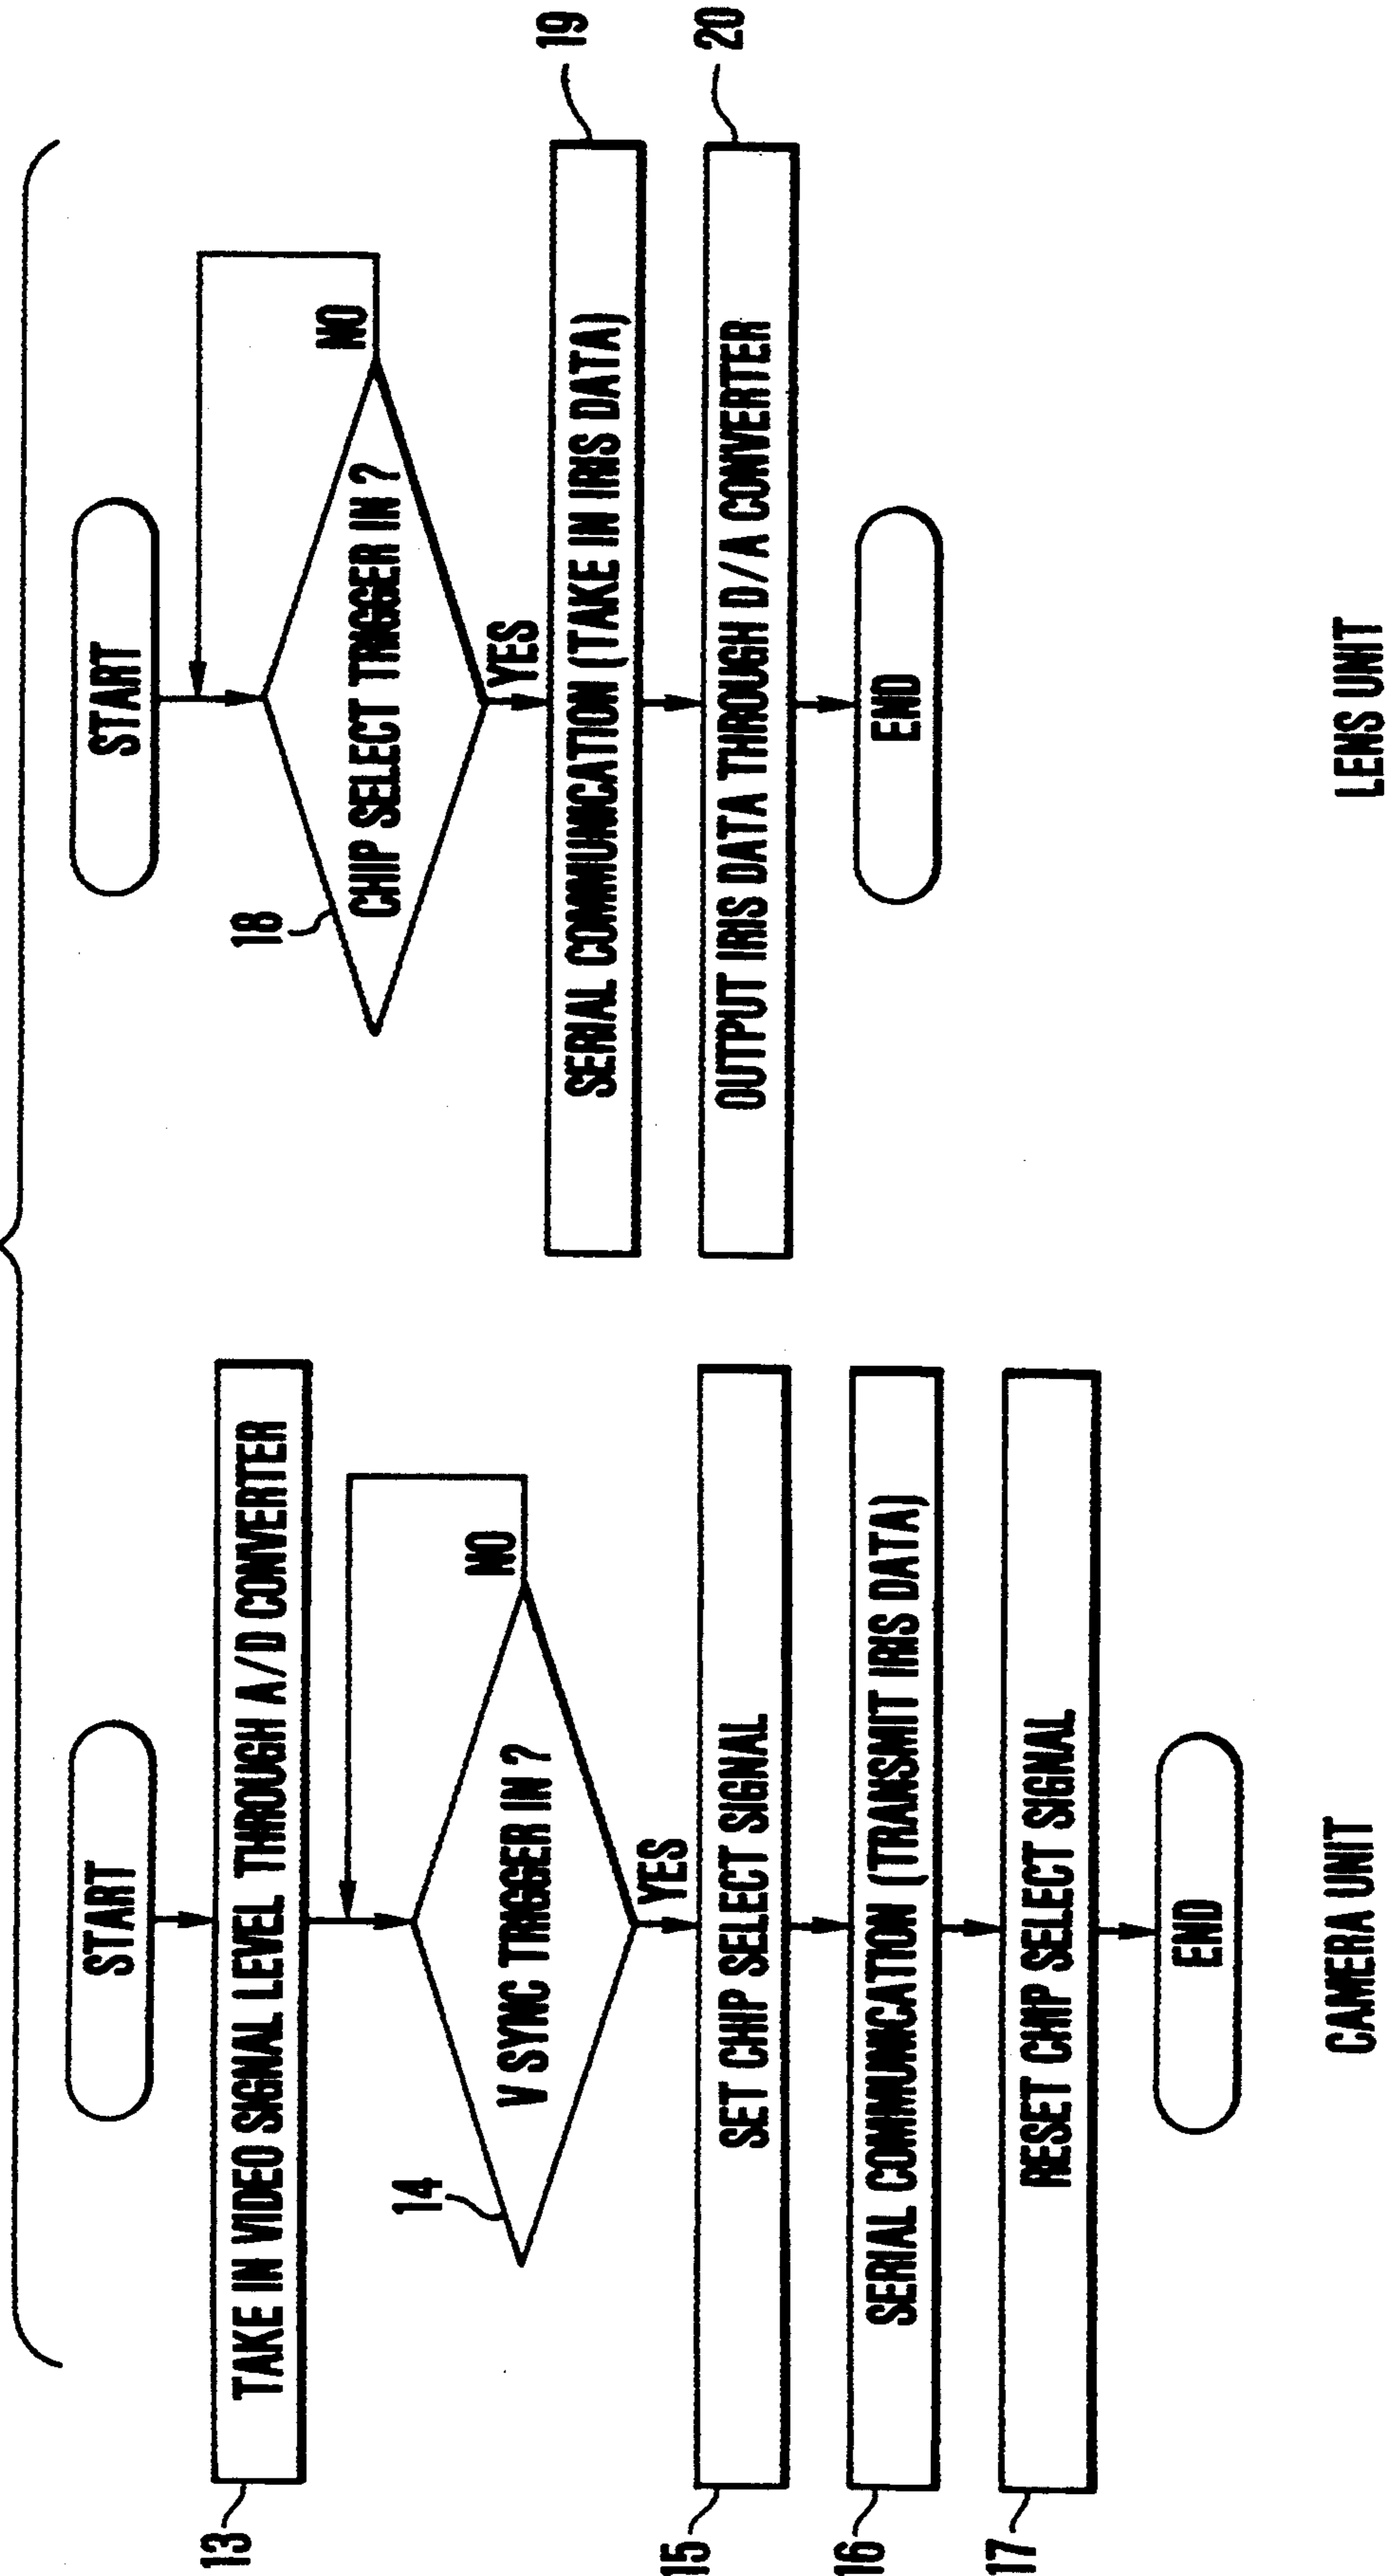 START
13
TAKE IN VIDEO SIGNAL LEVEL THROUGH A/D CONVERTER
14
V SYNC TRIGGER IN ?
NO
YES
15
SET CHIP SELECT SIGNAL
16
SERIAL COMMUNICATION (TRANSMIT IRIS DATA)
17
RESET CHIP SELECT SIGNAL
END
CAMERA UNIT
START
18
CHIP SELECT TRIGGER IN ?
NO
YES
19
SERIAL COMMUNICATION (TAKE IN IRIS DATA)
20
OUTPUT IRIS DATA THROUGH D/A CONVERTER
END
LENS UNIT